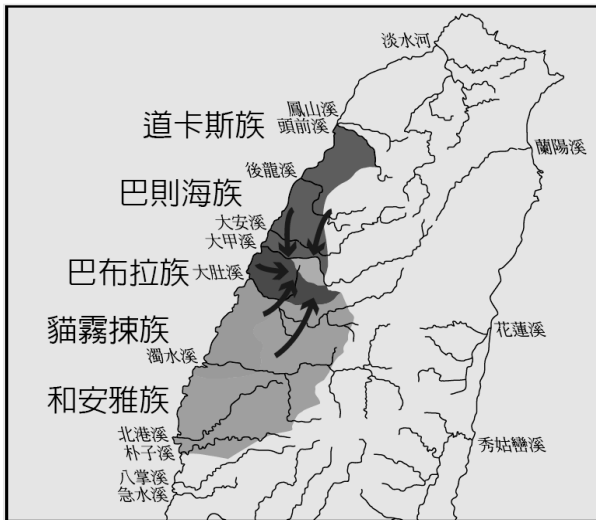 淡水河
鳳山溪
頭前溪
道卡斯族
蘭陽溪
後龍溪
巴則海族
大安溪
大甲溪
巴布拉族
大肚溪
貓霧捒族
花蓮溪
濁水溪
和安雅族
北港溪
朴子溪
秀姑巒溪
八掌溪
急水溪